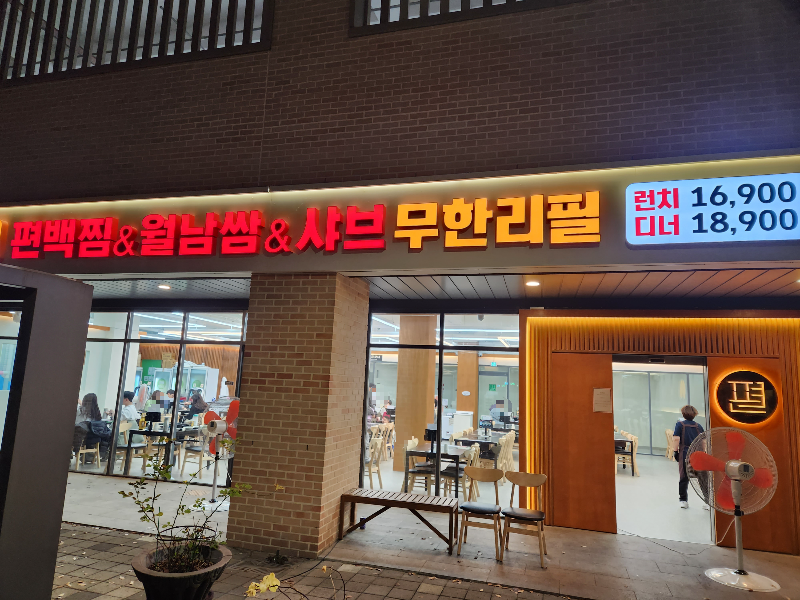 편백찜&월남쌈&샤브 무한리필
런치 16,900
디너 18,900
편